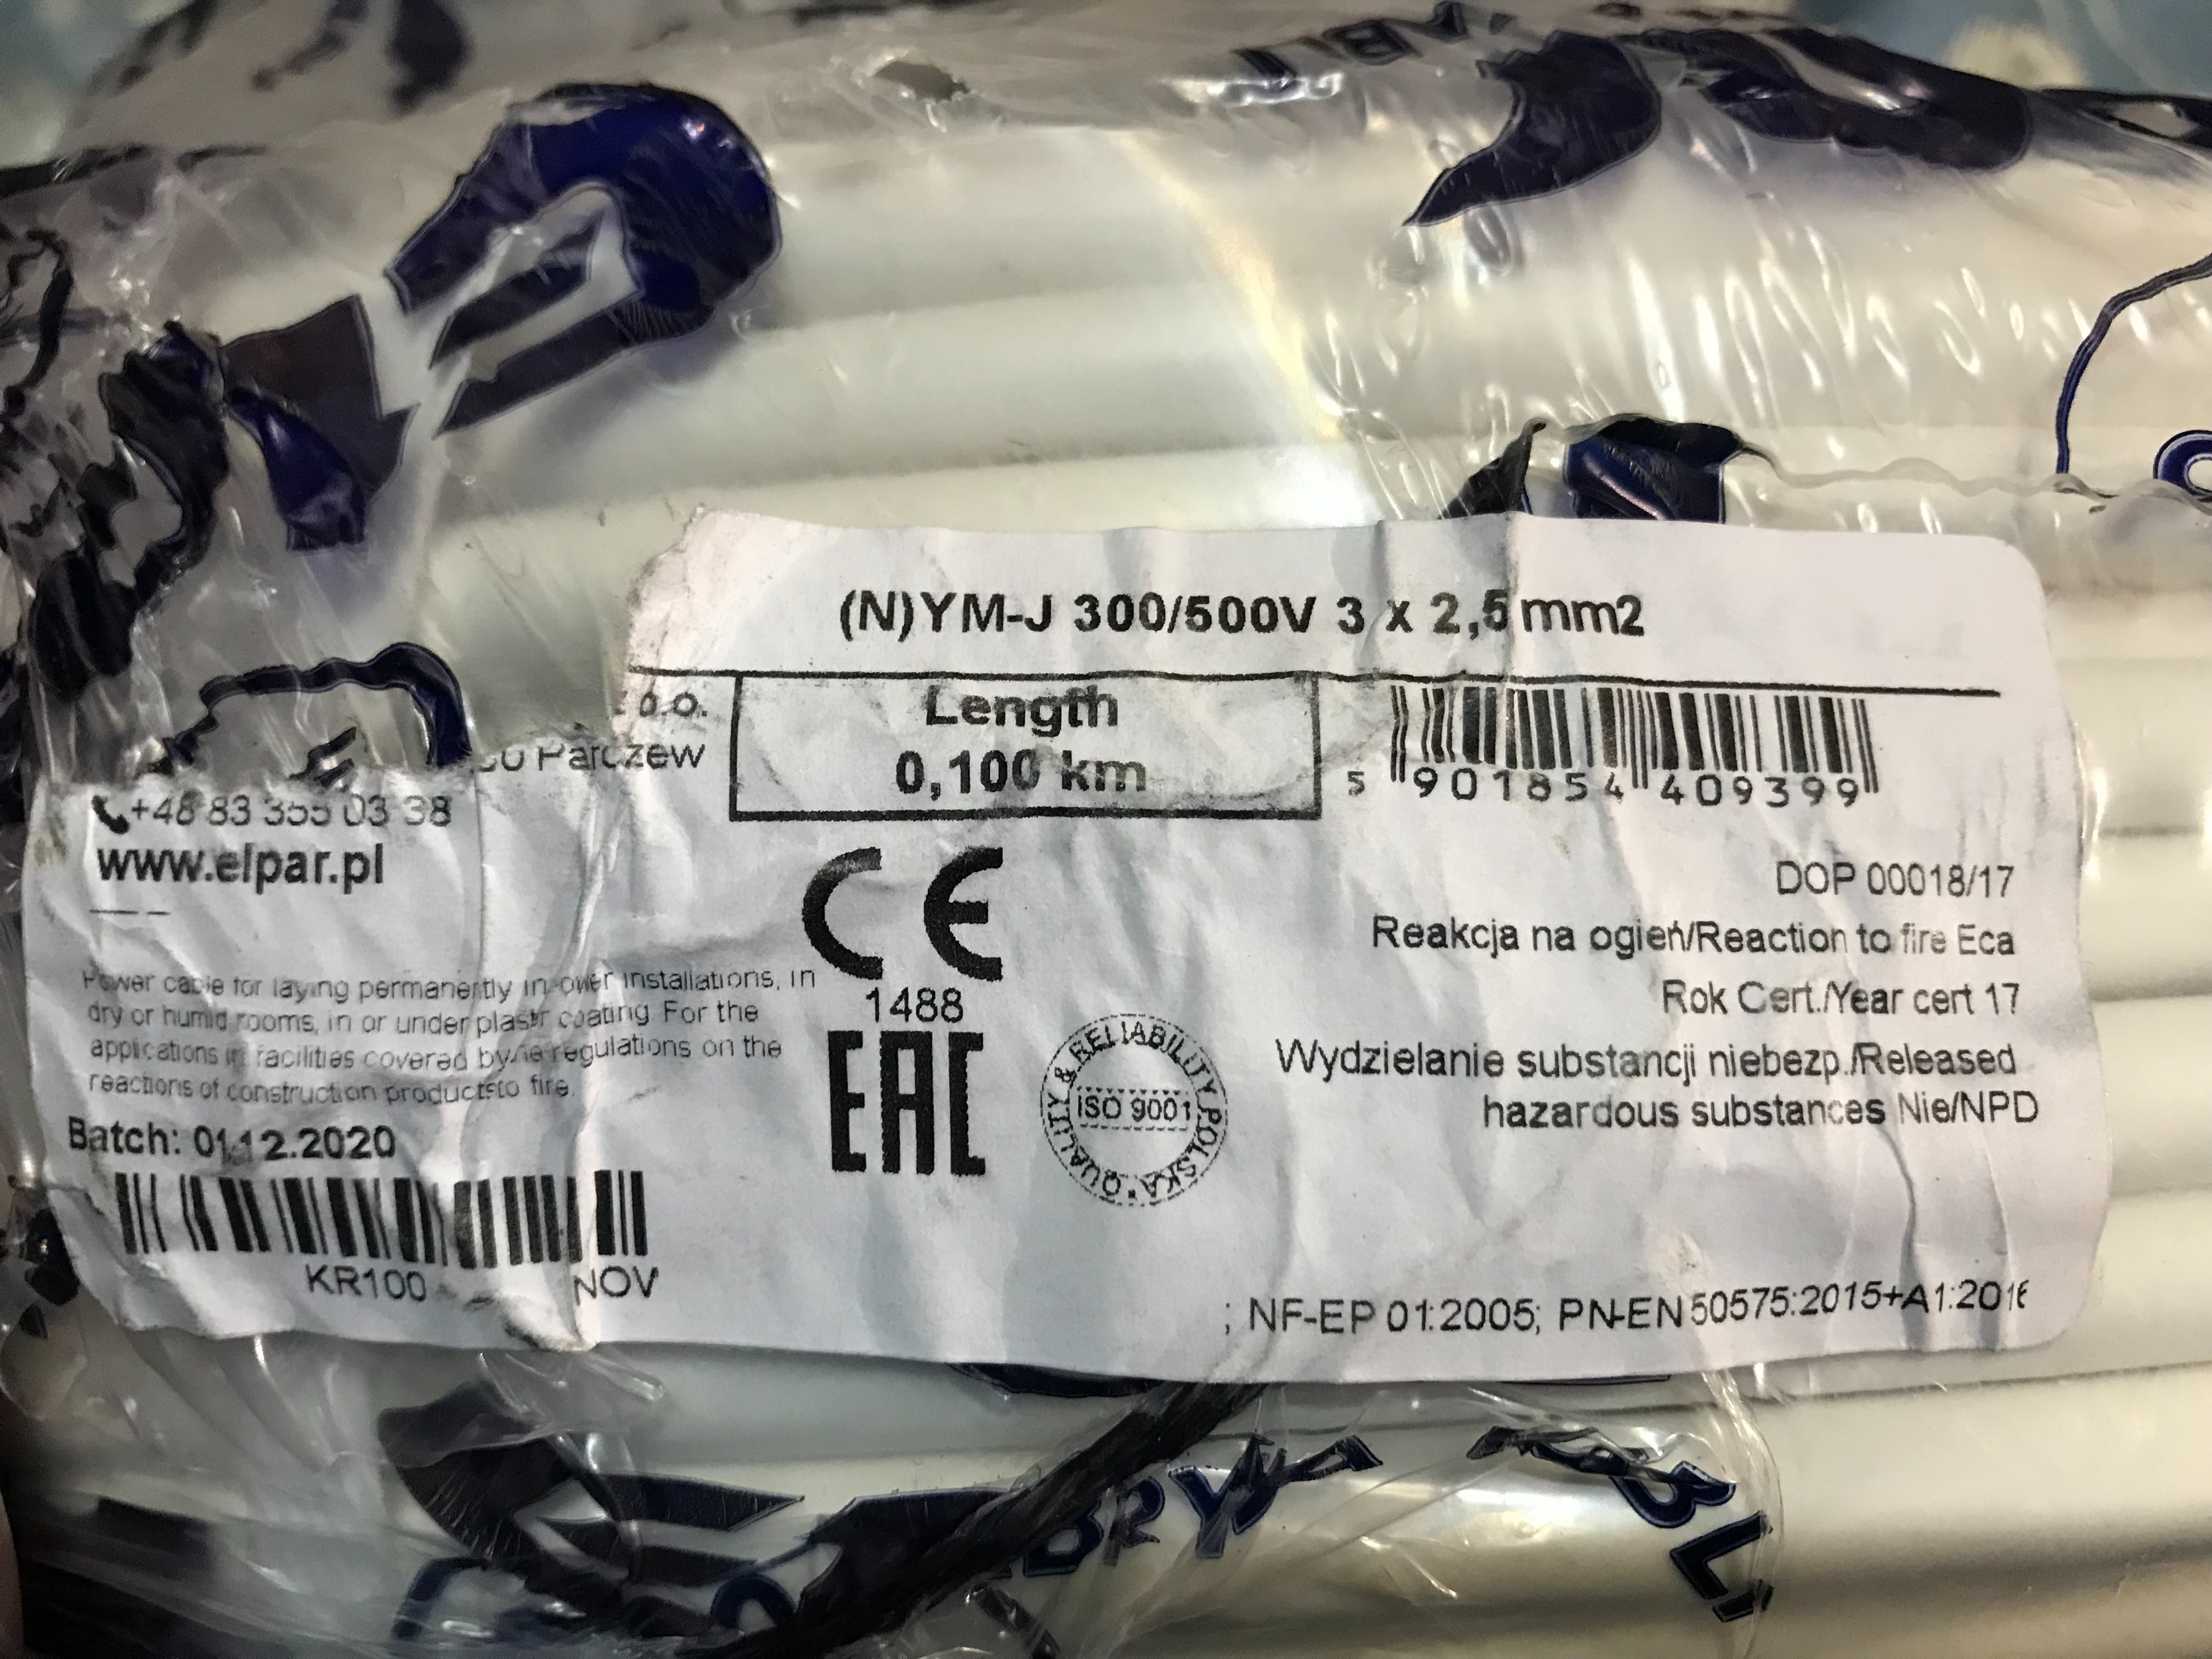 (N)YM-J 300/500V 3 x 2,5 mm2
o.o.
Parczew
+48 83 355 03 38
www.elpar.pl
Length
0,100 km
5 901854 409399
DOP 00018/17
Reakcja na ogień/Reaction to fire Eca
Rok Cert./Year cert 17
Wydzielanie substancji niebezp./Released
hazardous substances Nie/NPD
CE
1488
EAC
QUALITY & RELIABILITY POLSKA
ISO 9001
Power cable for laying permanently in installations, in
dry or humid rooms, in or under coating. For the
applications in facilities covered by regulations on the
reactions of construction products to fire.
Batch: 01.12.2020
KR100 NOV
; NF-EP 01:2005; PN-EN 50575:2015+A1:2016